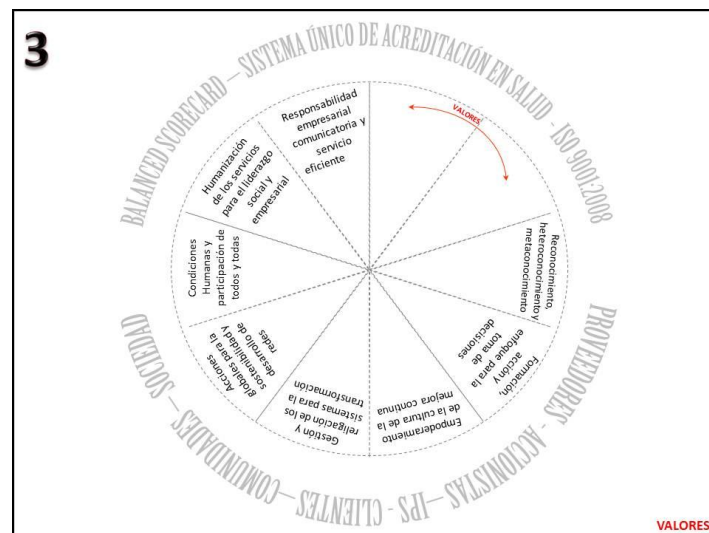 3
BALANCED SCORECARD – SISTEMA ÚNICO DE ACREDITACIÓN EN SALUD - ISO 9001:2008
VALORES
Reconocimiento,
heteroconocimiento y
metaconocimiento
Formación,
acción y
enfoque para la
toma de
decisiones
Empoderamiento
de la cultura de la
mejora continua
Gestión y
religación de los
sistemas para la
transformación
Acciones
globales para la
sostenibilidad y
desarrollo de
redes
Condiciones
Humanas y
participación de
todos y todas
Humanización
de los servicios
para el liderazgo
social y
empresarial
Responsabilidad
empresarial
comunicatoria y
servicio
eficiente
PROVEEDORES - ACCIONISTAS – IPS - CLIENTES – COMUNIDADES – SOCIEDAD
VALORES